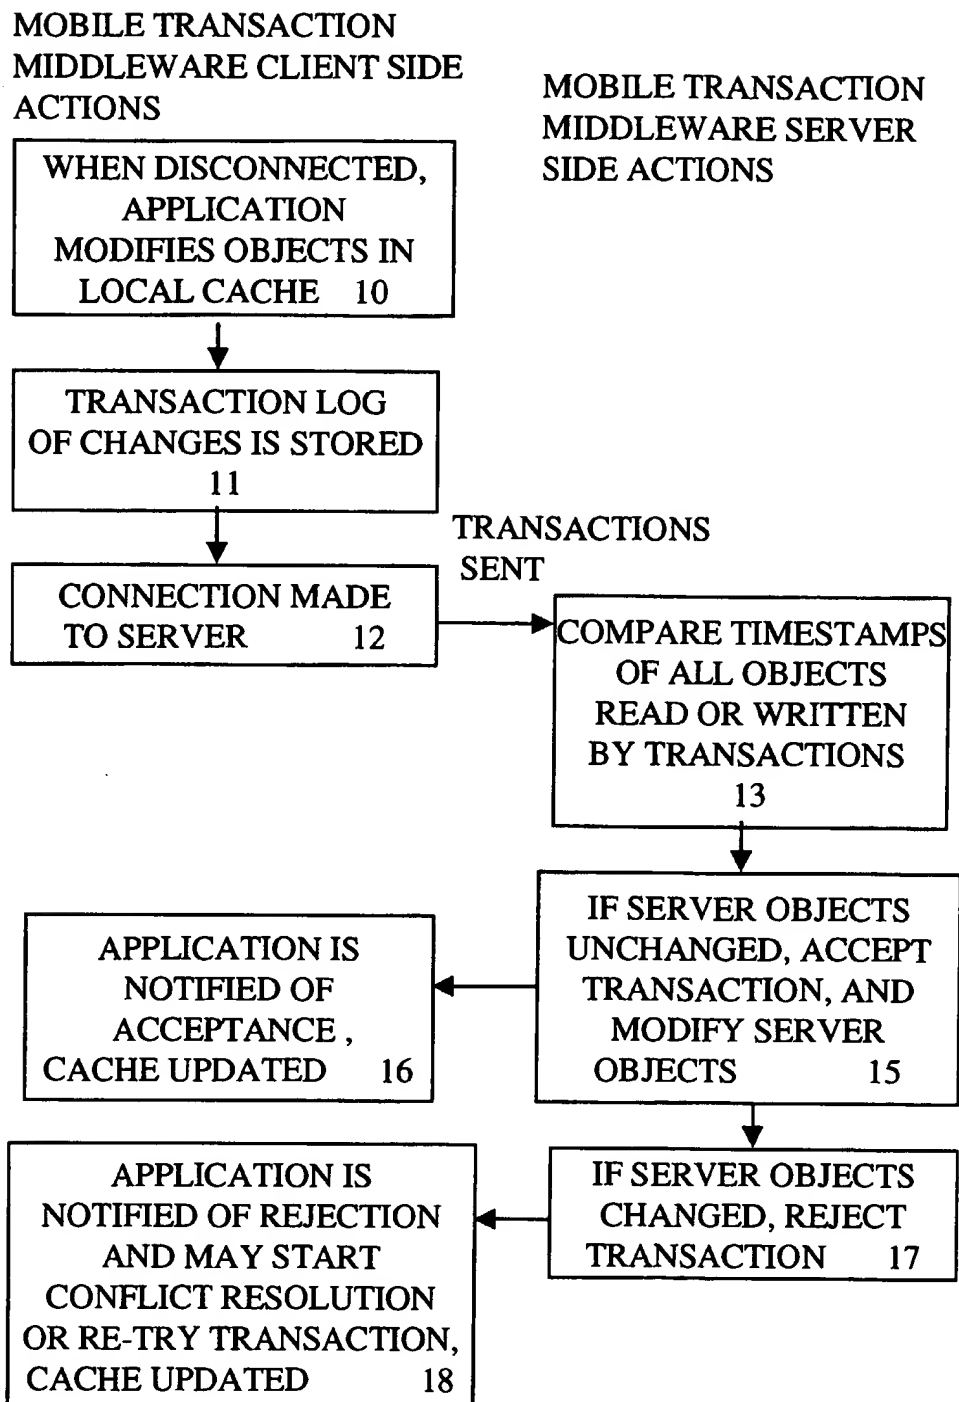 MOBILE TRANSACTION
MIDDLEWARE CLIENT SIDE
ACTIONS
MOBILE TRANSACTION
MIDDLEWARE SERVER
SIDE ACTIONS
WHEN DISCONNECTED,
APPLICATION
MODIFIES OBJECTS IN
LOCAL CACHE 10
TRANSACTION LOG
OF CHANGES IS STORED
11
TRANSACTIONS
SENT
CONNECTION MADE
TO SERVER 12
COMPARE TIMESTAMPS
OF ALL OBJECTS
READ OR WRITTEN
BY TRANSACTIONS
13
IF SERVER OBJECTS
UNCHANGED, ACCEPT
TRANSACTION, AND
MODIFY SERVER
OBJECTS 15
APPLICATION IS
NOTIFIED OF
ACCEPTANCE ,
CACHE UPDATED 16
IF SERVER OBJECTS
CHANGED, REJECT
TRANSACTION 17
APPLICATION IS
NOTIFIED OF REJECTION
AND MAY START
CONFLICT RESOLUTION
OR RE-TRY TRANSACTION,
CACHE UPDATED 18